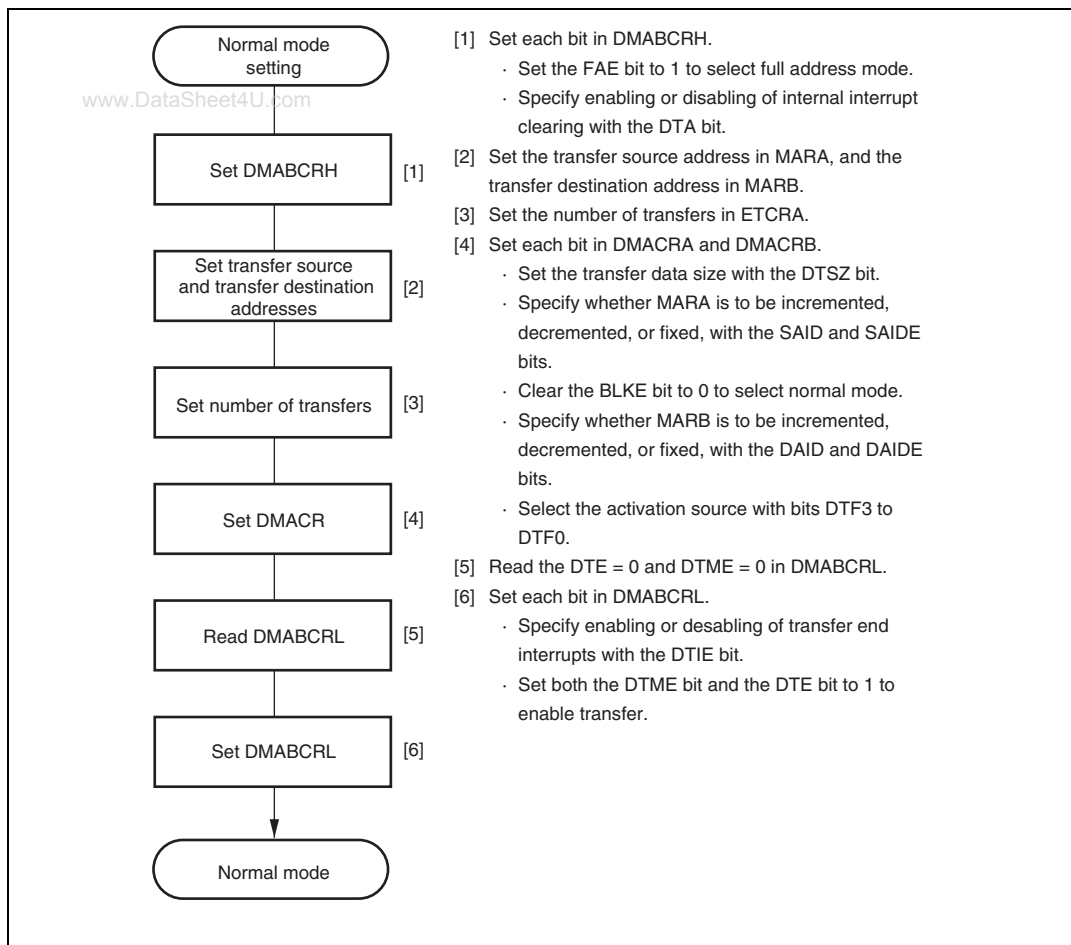 Normal mode
setting
www.DataSheet4U.com
Set DMABCRH
[1]
Set transfer source
and transfer destination
addresses
[2]
Set number of transfers
[3]
Set DMACR
[4]
Read DMABCRL
[5]
Set DMABCRL
[6]
Normal mode
[1] Set each bit in DMABCRH.
· Set the FAE bit to 1 to select full address mode.
· Specify enabling or disabling of internal interrupt
clearing with the DTA bit.
[2] Set the transfer source address in MARA, and the
transfer destination address in MARB.
[3] Set the number of transfers in ETCRA.
[4] Set each bit in DMACRA and DMACRB.
· Set the transfer data size with the DTSZ bit.
· Specify whether MARA is to be incremented,
decremented, or fixed, with the SAID and SAIDE
bits.
· Clear the BLKE bit to 0 to select normal mode.
· Specify whether MARB is to be incremented,
decremented, or fixed, with the DAID and DAIDE
bits.
· Select the activation source with bits DTF3 to
DTF0.
[5] Read the DTE = 0 and DTME = 0 in DMABCRL.
[6] Set each bit in DMABCRL.
· Specify enabling or desabling of transfer end
interrupts with the DTIE bit.
· Set both the DTME bit and the DTE bit to 1 to
enable transfer.